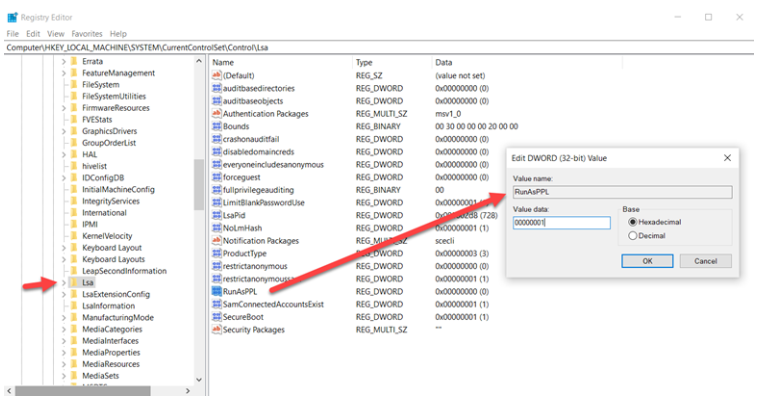 Registry Editor
File Edit View Favorites Help
Computer\HKEY_LOCAL_MACHINE\SYSTEM\CurrentControlSet\Control\Lsa
Errata
FeatureManagement
FileSystem
FileSystemUtilities
FirmwareResources
FVEStats
GraphicsDrivers
GroupOrderList
HAL
hivelist
IDConfigDB
InitialMachineConfig
IntegrityServices
International
IPMI
KernelVelocity
Keyboard Layout
Keyboard Layouts
LeapSecondInformation
Lsa
LsaExtensionConfig
LsaInformation
ManufacturingMode
MediaCategories
MediaInterfaces
MediaProperties
MediaResources
MediaSets
Name Type Data
(Default) REG_SZ (value not set)
auditbasedirectories REG_DWORD 0x00000000 (0)
auditbaseobjects REG_DWORD 0x00000000 (0)
Authentication Packages REG_MULTI_SZ msv1_0
Bounds REG_BINARY 00 30 00 00 00 20 00 00
crashonauditfail REG_DWORD 0x00000000 (0)
disabledomaincreds REG_DWORD 0x00000000 (0)
everyoneincludesanonymous REG_DWORD 0x00000000 (0)
forceguest REG_DWORD 0x00000000 (0)
fullprivilegeauditing REG_BINARY 00
LimitBlankPasswordUse REG_DWORD 0x00000001
LsaPid REG_DWORD (728)
NoLmHash REG_DWORD 0x00000001 (1)
Notification Packages scecli
ProductType REG_DWORD 0x00000003 (3)
restrictanonymous REG_DWORD 0x00000000 (0)
REG_DWORD 0x00000001 (1)
RunAsPPL REG_DWORD 0x00000000 (0)
SamConnectedAccountsExist REG_DWORD 0x00000001 (1)
SecureBoot REG_DWORD 0x00000001 (1)
Security Packages REG_MULTI_SZ ""
Edit DWORD (32-bit) Value
Value name:
RunAsPPL
Value data:
00000001
Base
Hexadecimal
Decimal
OK Cancel